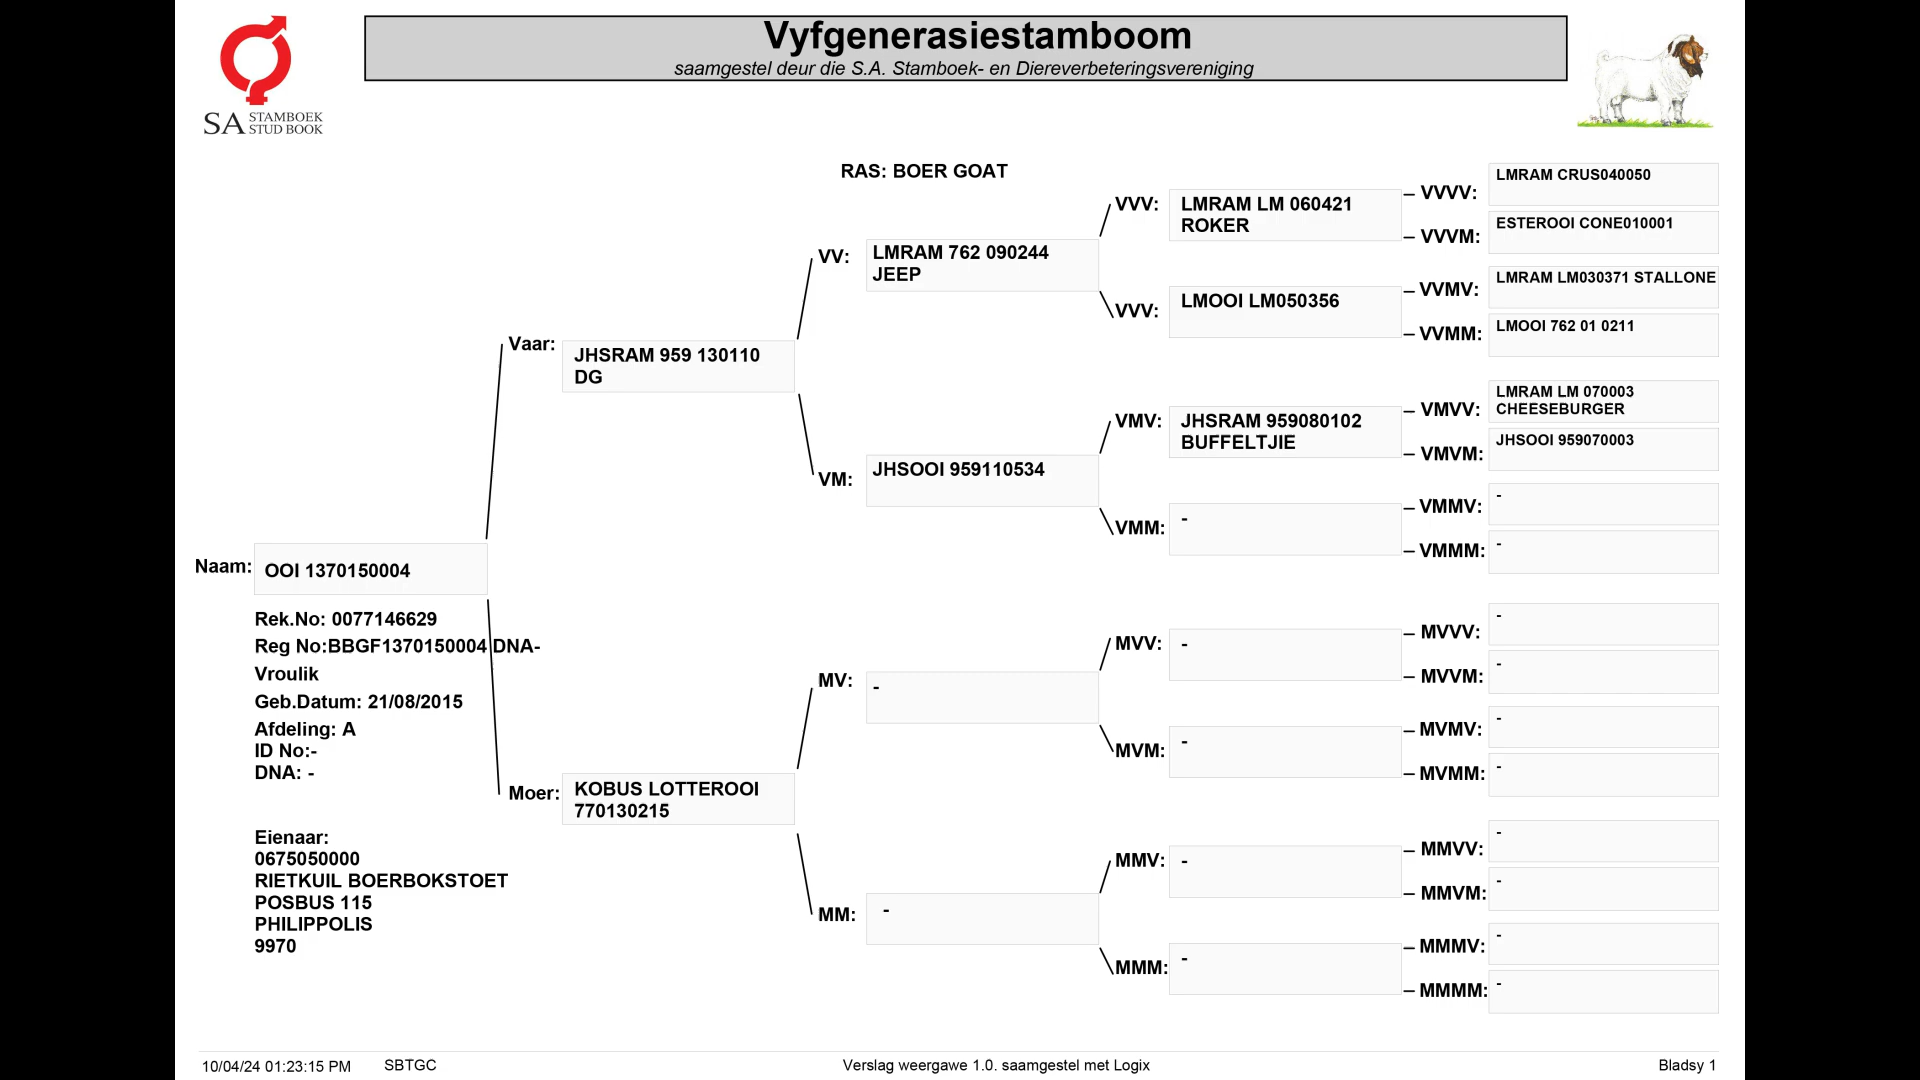 Vyfgenerasiestamboom
saamgestel deur die S.A. Stamboek- en Diereverbeteringsvereniging
SA STAMBOEK
STUD BOOK
RAS: BOER GOAT
Naam: OOI 1370150004
Rek.No: 0077146629
Reg No:BBGF1370150004 DNA-
Vroulik
Geb.Datum: 21/08/2015
Afdeling: A
ID No:-
DNA: -
Eienaar:
0675050000
RIETKUIL BOERBOKSTOET
POSBUS 115
PHILIPPOLIS
9970
Vaar: JHSRAM 959 130110
DG
Moer: KOBUS LOTTEROOI
770130215
VV: LMRAM 762 090244
JEEP
VM: JHSOOI 959110534
MV: -
MM: -
VVV: LMRAM LM 060421
ROKER
VVV: LMOOI LM050356
VMV: JHSRAM 959080102
BUFFELTJIE
VMM: -
MVV: -
MVM: -
MMV: -
MMM: -
VVVV: LMRAM CRUS040050
VVVM: ESTEROOI CONE010001
VVMV: LMRAM LM030371 STALLONE
VVMM: LMOOI 762 01 0211
VMVV: LMRAM LM 070003
CHEESEBURGER
VMVM: JHSOOI 959070003
VMMV: -
VMMM: -
MVVV: -
MVVM: -
MVMV: -
MVMM: -
MMVV: -
MMVM: -
MMMV: -
MMMM: -
10/04/24 01:23:15 PM SBTGC Verslag weergawe 1.0. saamgestel met Logix Bladsy 1